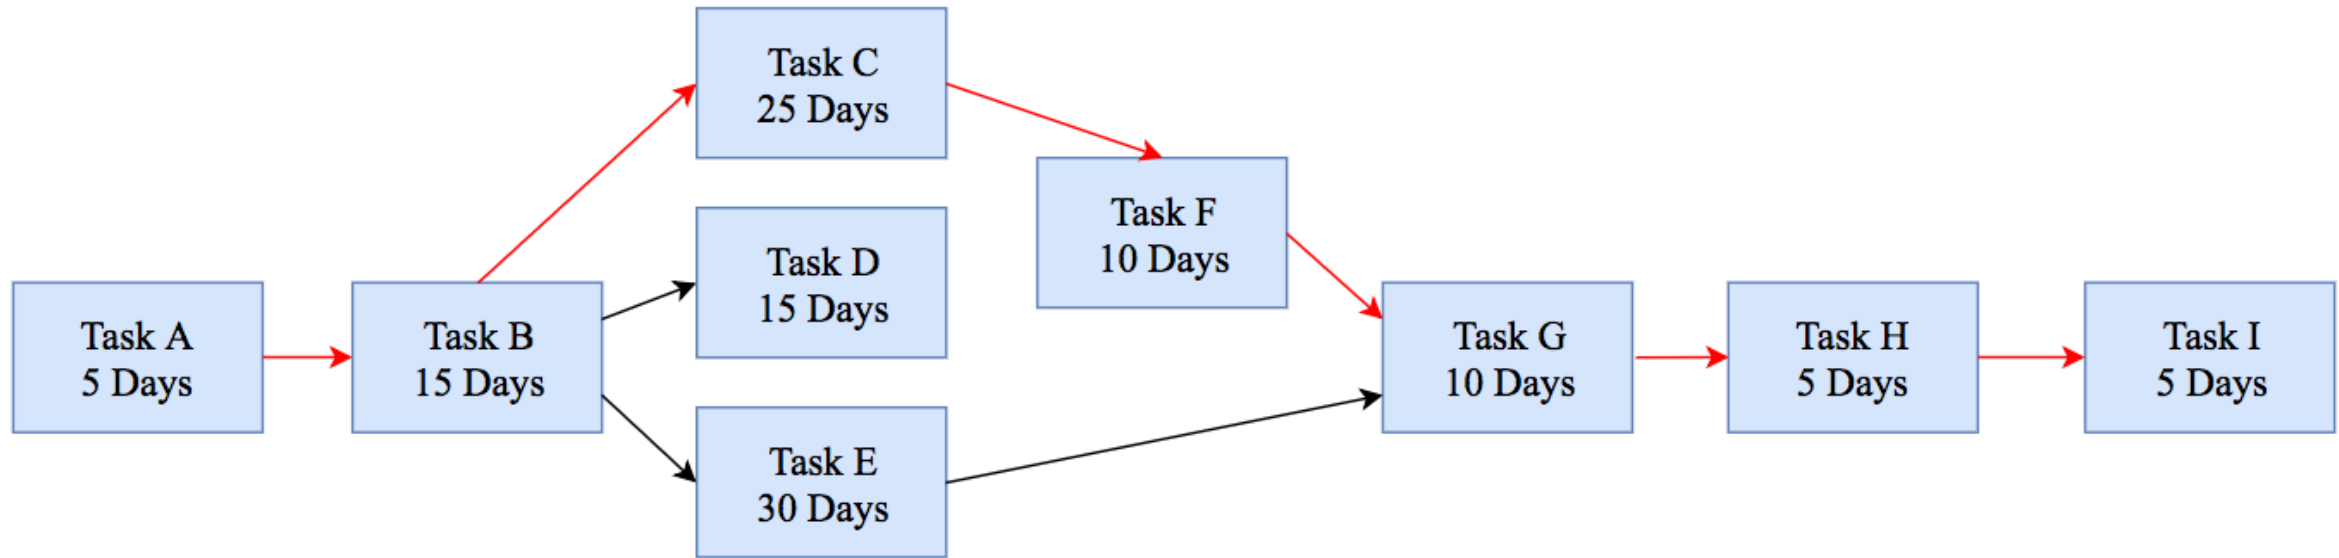 Task A
5 Days
Task B
15 Days
Task C
25 Days
Task D
15 Days
Task E
30 Days
Task F
10 Days
Task G
10 Days
Task H
5 Days
Task I
5 Days